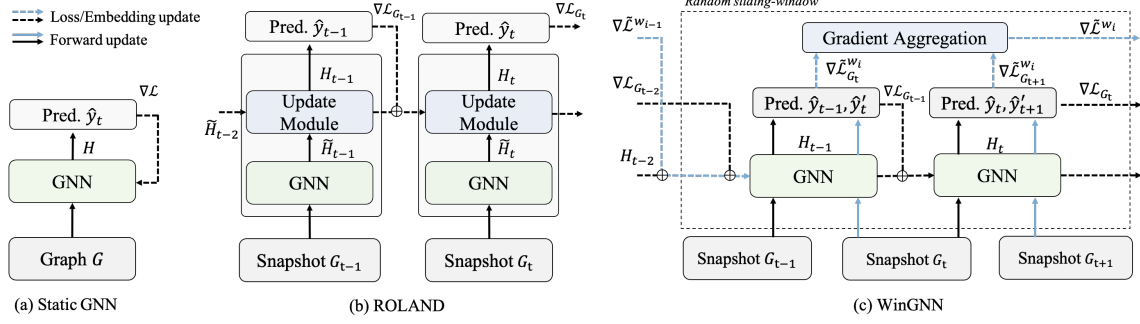 Loss/Embedding update
Forward update
∇ℒ
Pred. ŷ_t
H
GNN
Graph G
(a) Static GNN
∇ℒ_{G_{t−1}}
∇ℒ_{G_t}
Pred. ŷ_{t−1}
Pred. ŷ_t
H_{t−1}
H_t
H̃_{t−2}
Update
Module
Update
Module
H̃_{t−1}
H̃_t
GNN
GNN
Snapshot G_{t−1}
Snapshot G_t
(b) ROLAND
Random sliding-window
∇ℒ̃^{w_{i−1}}
Gradient Aggregation
∇ℒ̃^{w_i}
∇ℒ̃^{w_i}_{G_t}
∇ℒ̃^{w_i}_{G_{t+1}}
∇ℒ_{G_{t−2}}
Pred. ŷ_{t−1}, ŷ′_t
∇ℒ_{G_{t−1}}
Pred. ŷ_t, ŷ′_{t+1}
∇ℒ_{G_t}
H_{t−2}
H_{t−1}
H_t
GNN
GNN
Snapshot G_{t−1}
Snapshot G_t
Snapshot G_{t+1}
(c) WinGNN